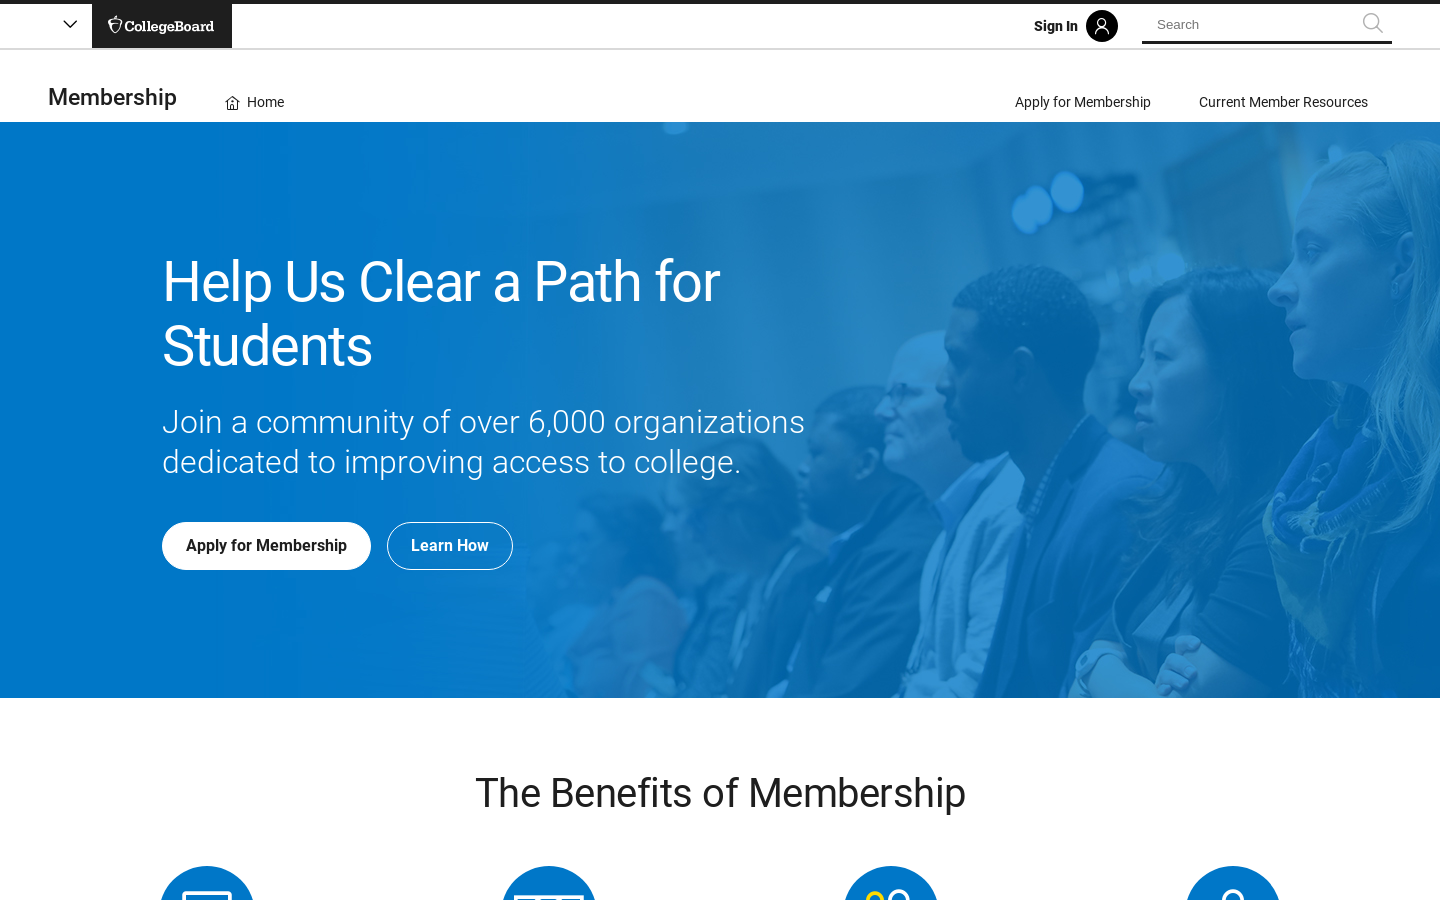 CollegeBoard
Sign In
Search
Membership
Home
Apply for Membership
Current Member Resources
Help Us Clear a Path for
Students
Join a community of over 6,000 organizations
dedicated to improving access to college.
Apply for Membership
Learn How
The Benefits of Membership